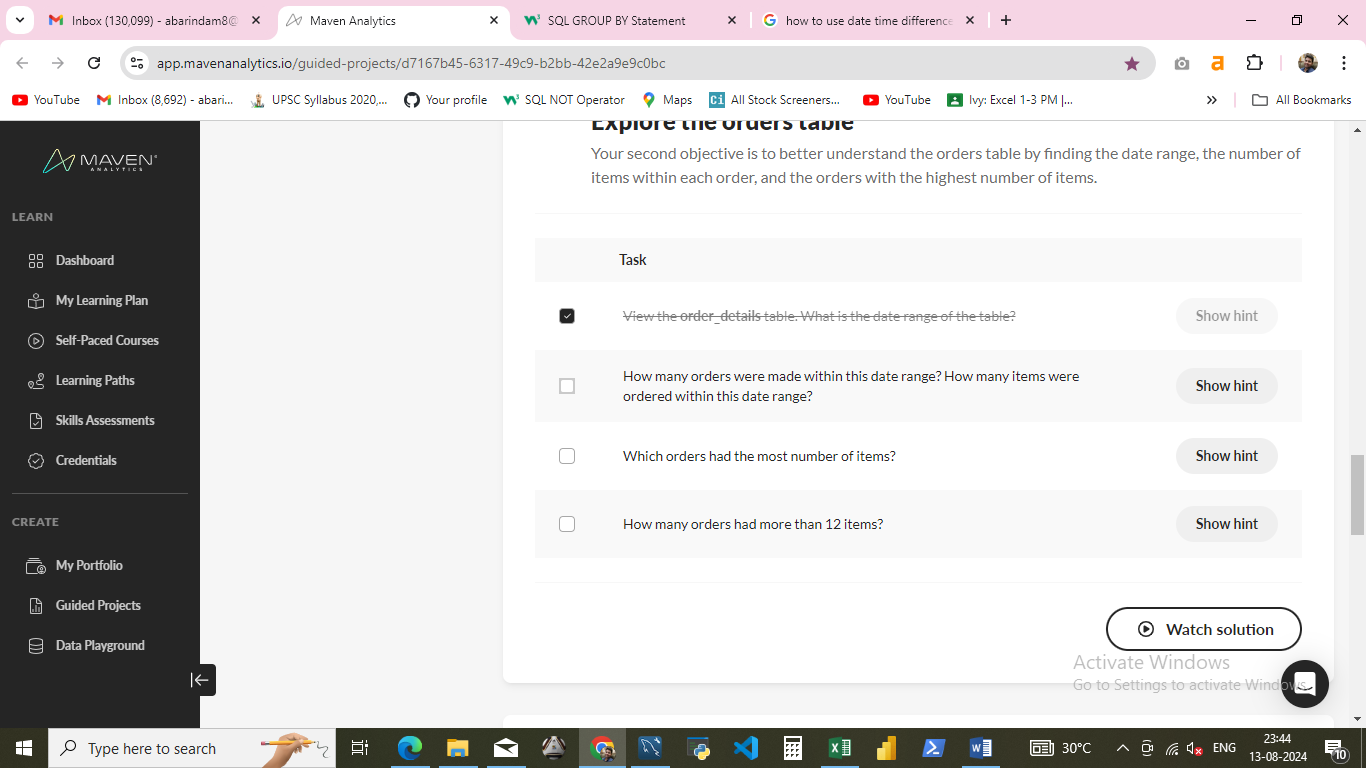 Inbox (130,099) - abarindam8@
Maven Analytics
SQL GROUP BY Statement
how to use date time difference
app.mavenanalytics.io/guided-projects/d7167b45-6317-49c9-b2bb-42e2a9e9c0bc
YouTube
Inbox (8,692) - abari...
UPSC Syllabus 2020,...
Your profile
SQL NOT Operator
Maps
All Stock Screeners...
YouTube
Ivy: Excel 1-3 PM |,...
All Bookmarks
MAVEN
ANALYTICS
LEARN
Dashboard
My Learning Plan
Self-Paced Courses
Learning Paths
Skills Assessments
Credentials
CREATE
My Portfolio
Guided Projects
Data Playground
Explore the orders table
Your second objective is to better understand the orders table by finding the date range, the number of
items within each order, and the orders with the highest number of items.
Task
View the order_details table. What is the date range of the table?
Show hint
How many orders were made within this date range? How many items were
ordered within this date range?
Show hint
Which orders had the most number of items?
Show hint
How many orders had more than 12 items?
Show hint
Watch solution
Activate Windows
Go to Settings to activate Windows.
Type here to search
30°C
ENG
23:44
13-08-2024
10